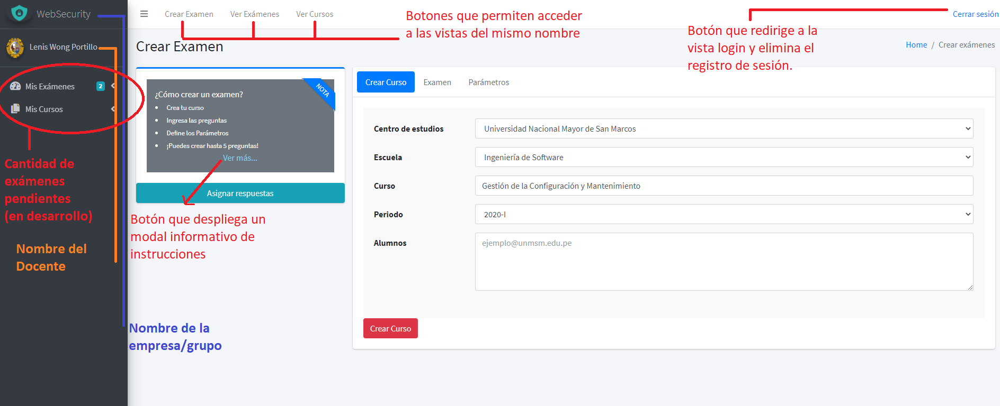 WebSecurity
Lenis Wong Portillo
Mis Exámenes 2
Mis Cursos
Cantidad de
exámenes
pendientes
(en desarrollo)
Nombre del
Docente
Crear Examen Ver Exámenes Ver Cursos
Botones que permiten acceder
a las vistas del mismo nombre
Cerrar sesión
Botón que redirige a la
vista login y elimina el
registro de sesión.
Crear Examen
Home / Crear exámenes
NOTA
¿Cómo crear un examen?
• Crea tu curso
• Ingresa las preguntas
• Define los Parámetros
• ¡Puedes crear hasta 5 preguntas!
Ver más...
Asignar respuestas
Botón que despliega un
modal informativo de
instrucciones
Nombre de la
empresa/grupo
Crear Curso Examen Parámetros
Centro de estudios Universidad Nacional Mayor de San Marcos
Escuela Ingeniería de Software
Curso Gestión de la Configuración y Mantenimiento
Periodo 2020-I
Alumnos ejemplo@unmsm.edu.pe
Crear Curso